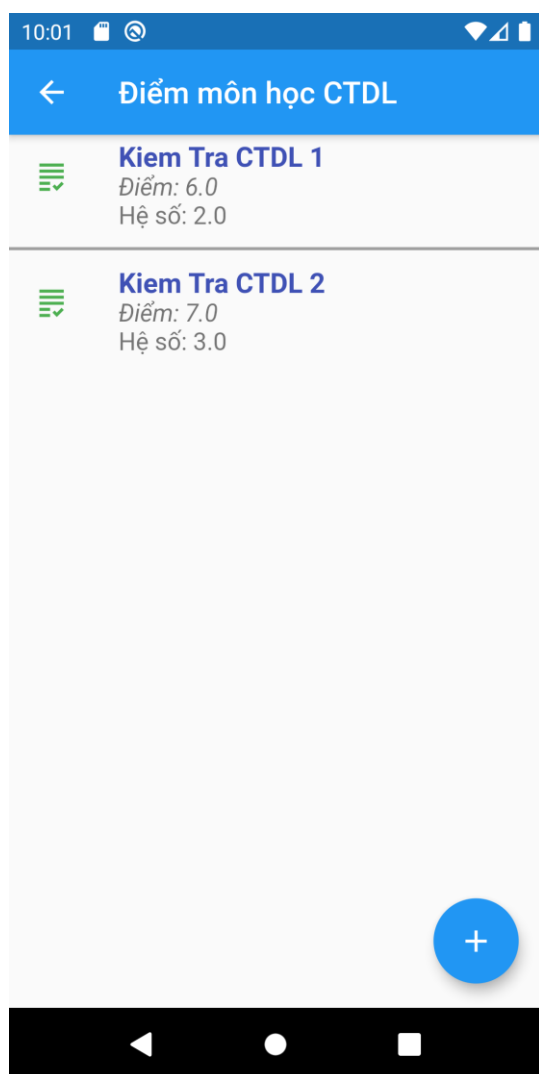 10:01
Điểm môn học CTDL
Kiem Tra CTDL 1
Điểm: 6.0
Hệ số: 2.0
Kiem Tra CTDL 2
Điểm: 7.0
Hệ số: 3.0